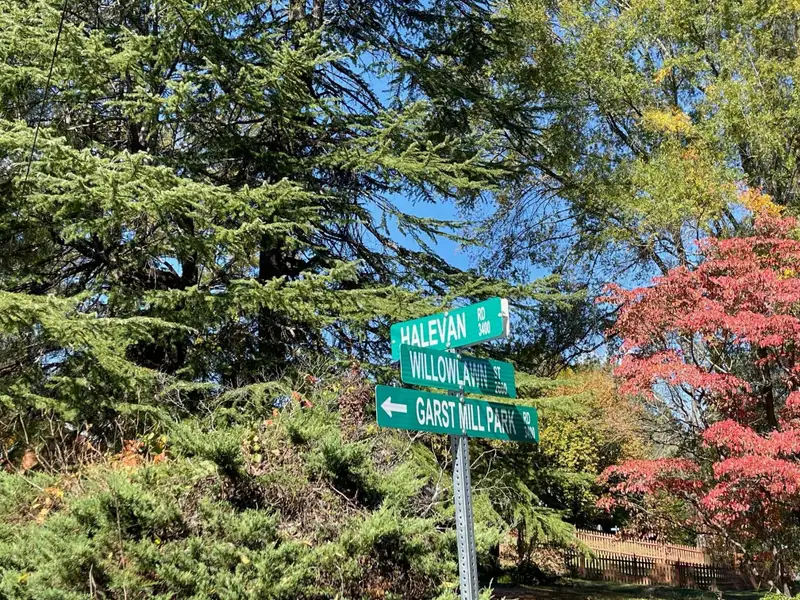 HALEVAN RD 3400
WILLOWLAWN ST
GARST MILL PARK RD